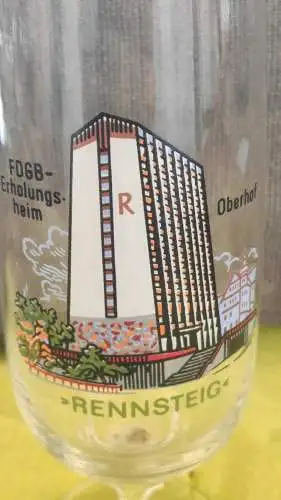 FDGB-
Erholungs-
heim
R
Oberhof
»RENNSTEIG«